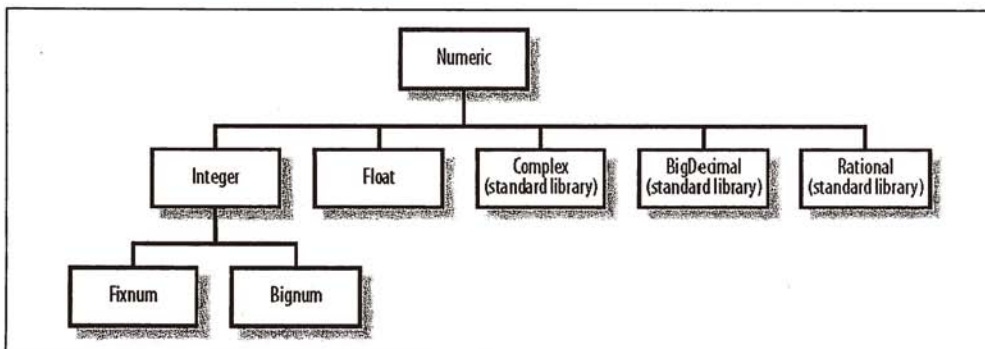 Numeric
Integer
Float
Complex
(standard library)
BigDecimal
(standard library)
Rational
(standard library)
Fixnum
Bignum